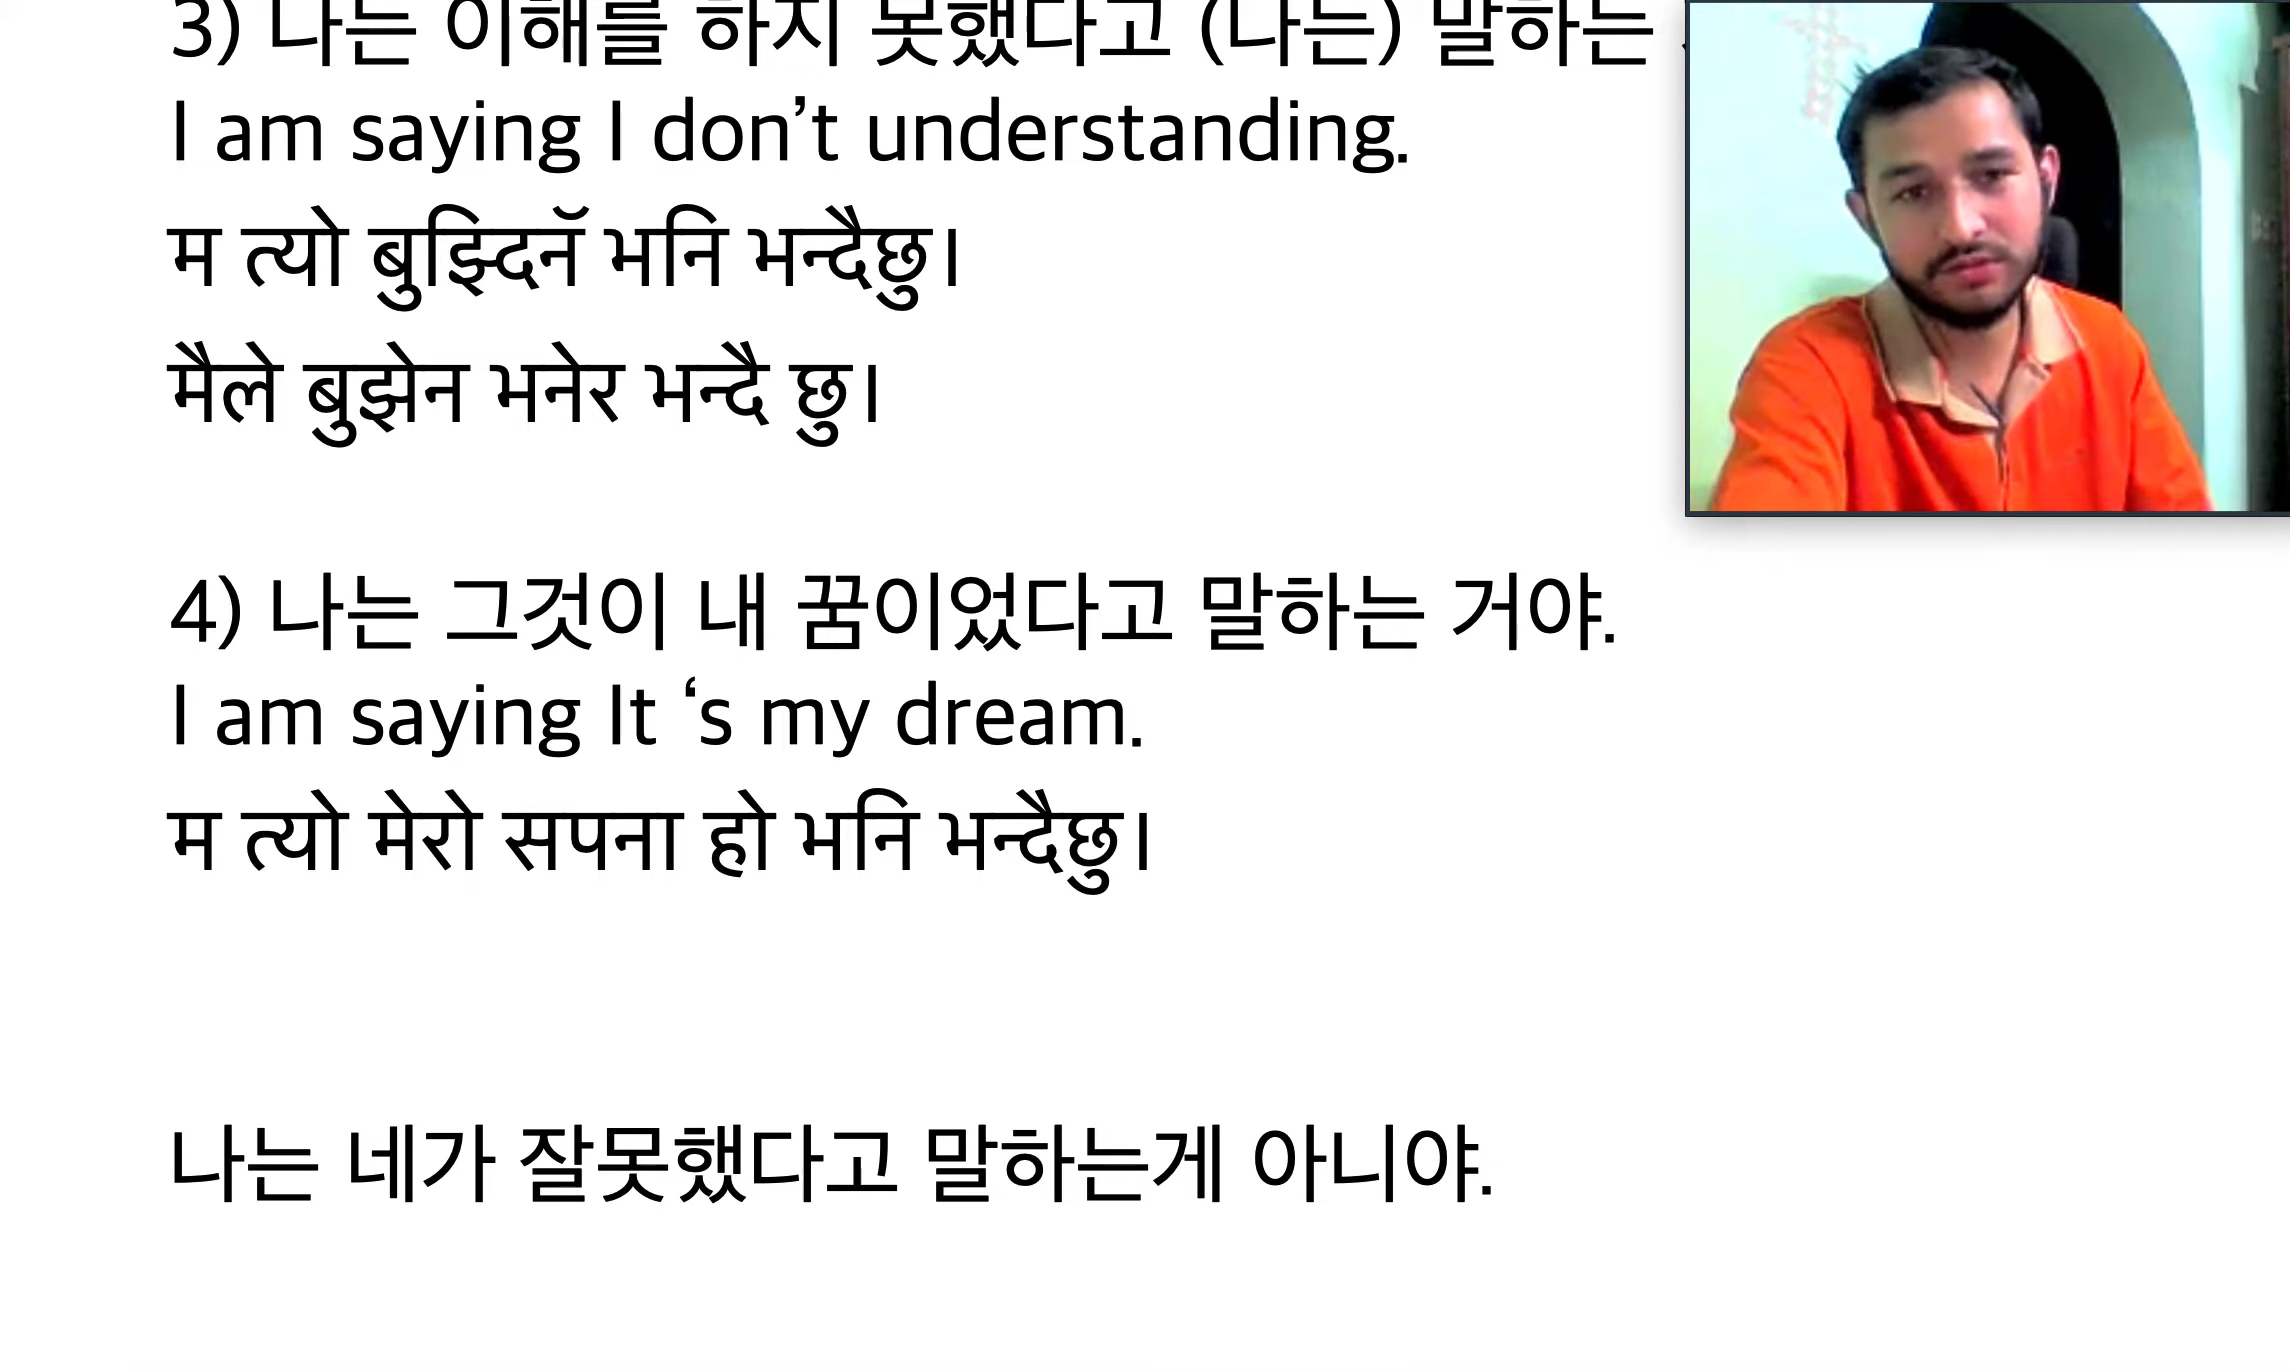 3) 나는 이해를 하지 못했다고 (나는) 말하는
I am saying I don’t understanding.
म त्यो बुझ्दिनॅ भनि भन्दैछु।
मैले बुझेन भनेर भन्दै छु।
4) 나는 그것이 내 꿈이었다고 말하는 거야.
I am saying It ‘s my dream.
म त्यो मेरो सपना हो भनि भन्दैछु।
나는 네가 잘못했다고 말하는게 아니야.